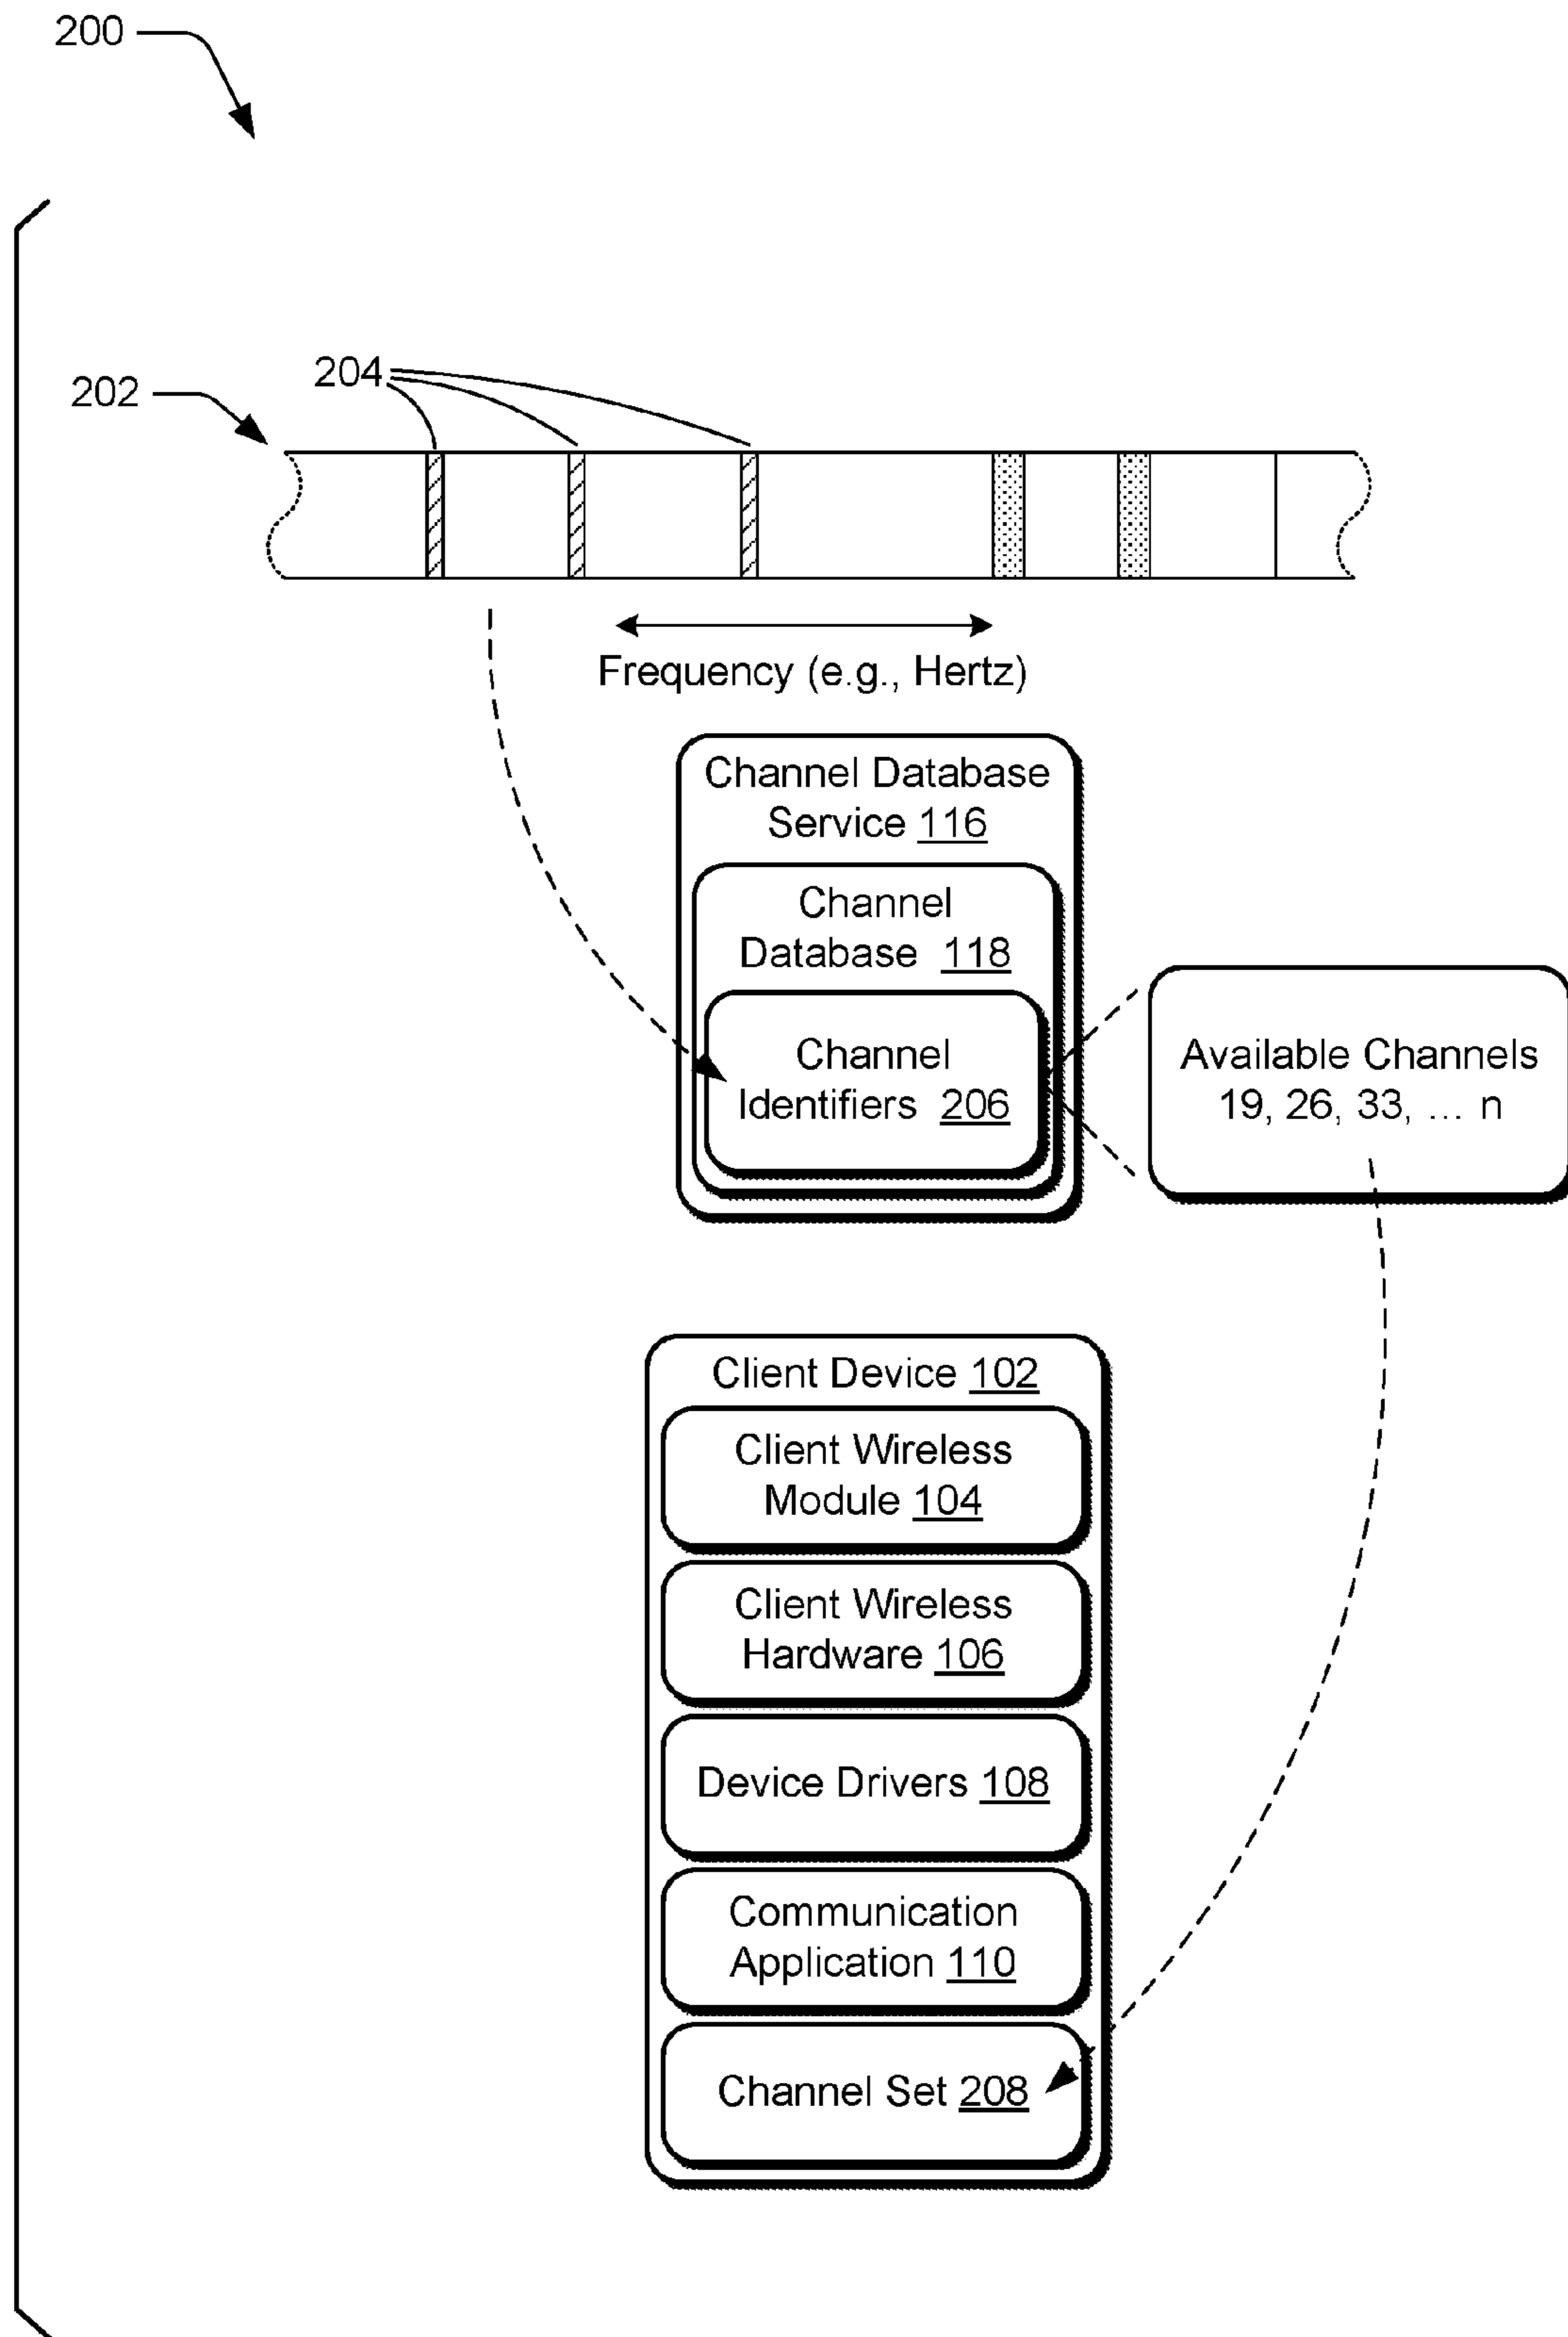 200
202
204
Frequency (e.g., Hertz)
Channel Database
Service 116
Channel
Database 118
Channel
Identifiers 206
Available Channels
19, 26, 33, ... n
Client Device 102
Client Wireless
Module 104
Client Wireless
Hardware 106
Device Drivers 108
Communication
Application 110
Channel Set 208